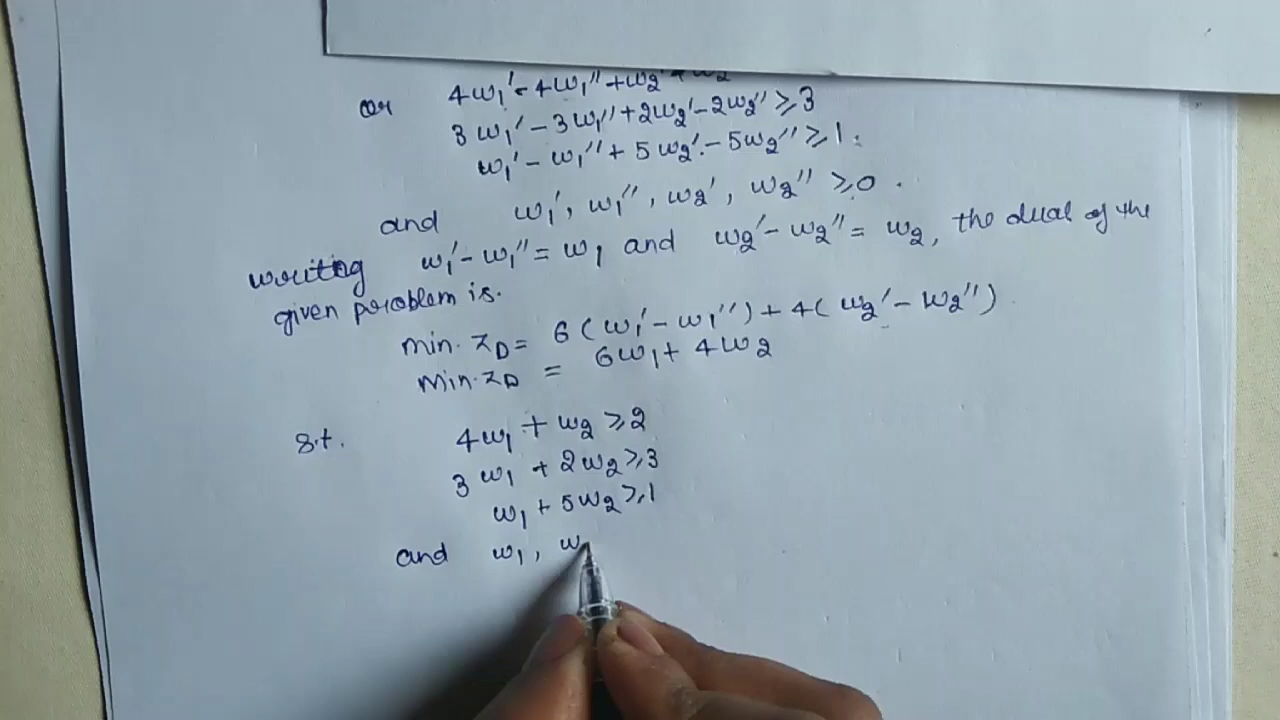 or 4w₁' - 4w₁'' + w₂'
3w₁' - 3w₁'' + 2w₂' - 2w₂'' ≥ 3
w₁' - w₁'' + 5w₂' - 5w₂'' ≥ 1.
and w₁', w₁'', w₂', w₂'' ≥ 0.
writing w₁' - w₁'' = w₁ and w₂' - w₂'' = w₂, the dual of the
given problem is.
min. z_D = 6(w₁' - w₁'') + 4(w₂' - w₂'')
min. z_D = 6w₁ + 4w₂
s.t. 4w₁ + w₂ ≥ 2
3w₁ + 2w₂ ≥ 3
w₁ + 5w₂ ≥ 1
and w₁, w